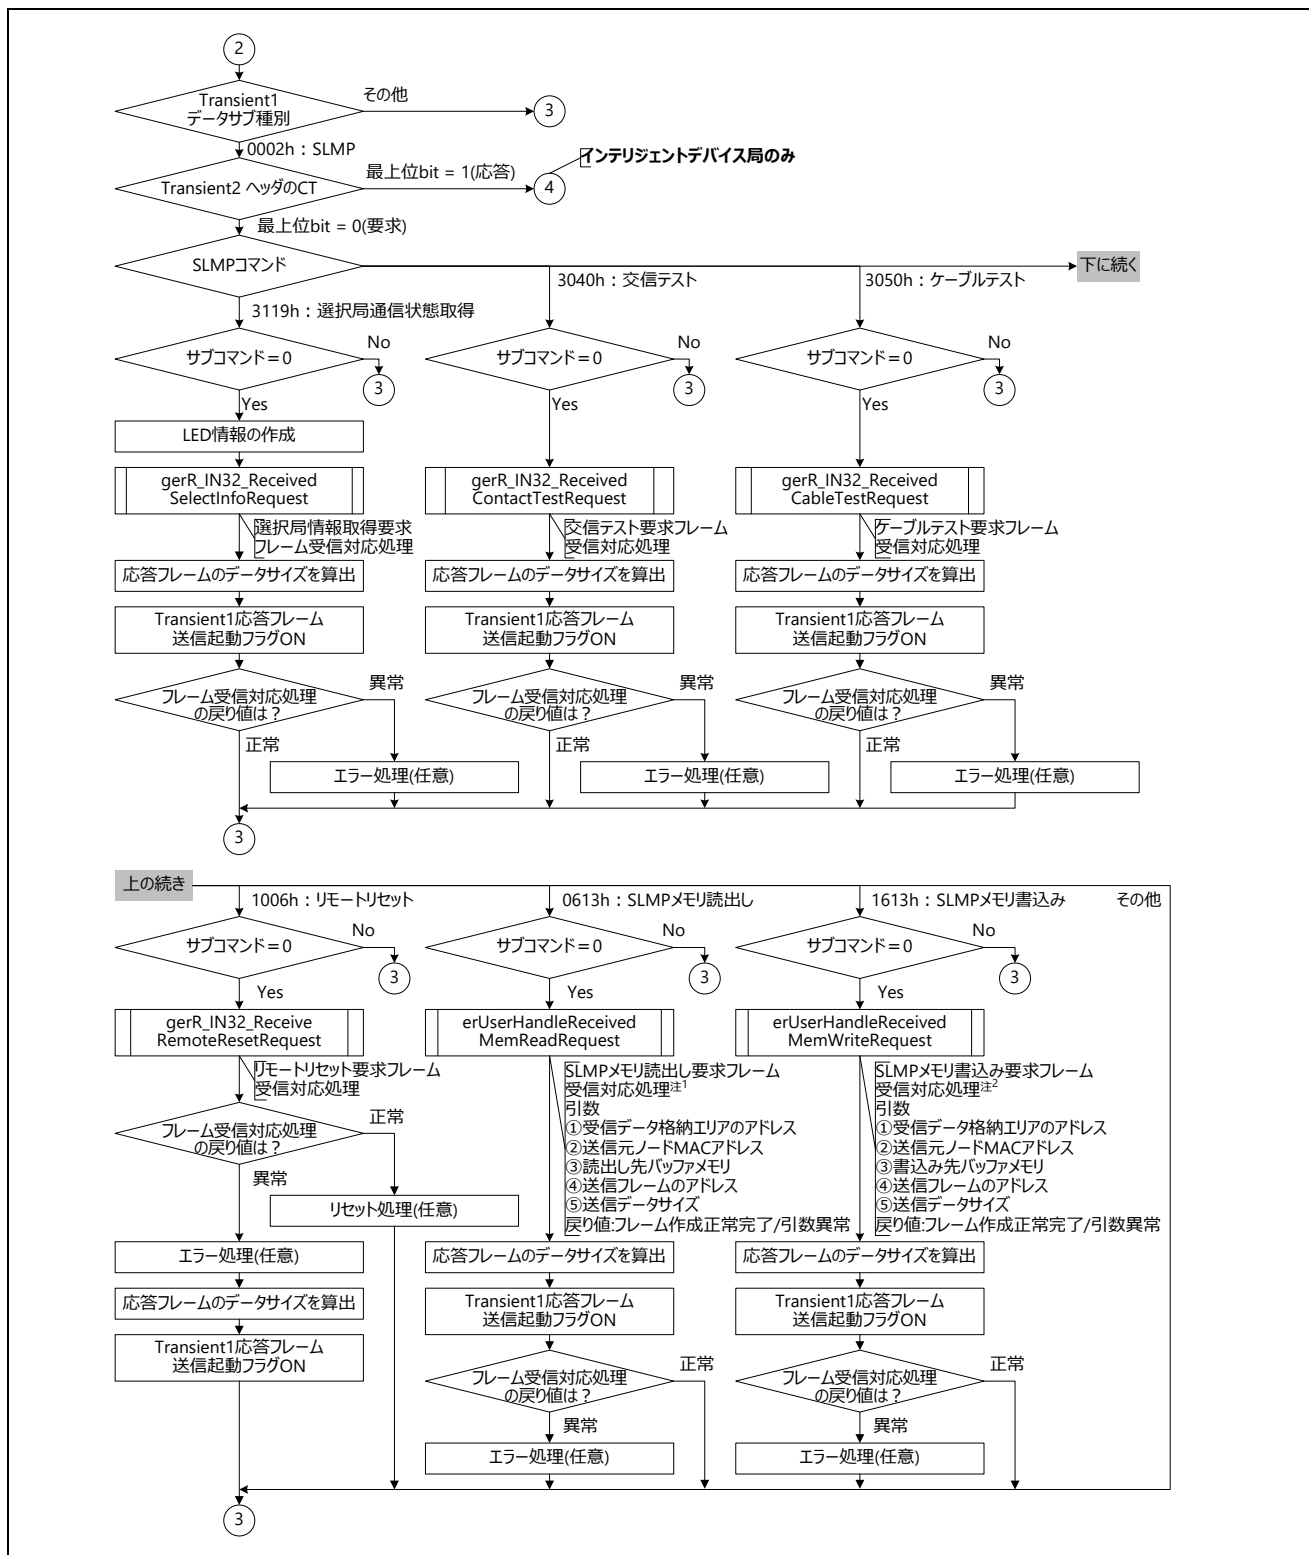 2
Transient1
データサブ種別
その他
3
0002h：SLMP
インテリジェントデバイス局のみ
Transient2 ヘッダのCT
最上位bit = 1(応答)
4
最上位bit = 0(要求)
SLMPコマンド
下に続く
3119h：選択局通信状態取得
3040h：交信テスト
3050h：ケーブルテスト
サブコマンド＝0
No
3
サブコマンド＝0
No
3
サブコマンド＝0
No
3
Yes
Yes
Yes
LED情報の作成
gerR_IN32_Received
SelectInfoRequest
gerR_IN32_Received
ContactTestRequest
gerR_IN32_Received
CableTestRequest
選択局情報取得要求
フレーム受信対応処理
交信テスト要求フレーム
受信対応処理
ケーブルテスト要求フレーム
受信対応処理
応答フレームのデータサイズを算出
応答フレームのデータサイズを算出
応答フレームのデータサイズを算出
Transient1応答フレーム
送信起動フラグON
Transient1応答フレーム
送信起動フラグON
Transient1応答フレーム
送信起動フラグON
フレーム受信対応処理
の戻り値は？
異常
フレーム受信対応処理
の戻り値は？
異常
フレーム受信対応処理
の戻り値は？
異常
正常
正常
正常
エラー処理(任意)
エラー処理(任意)
エラー処理(任意)
3
上の続き
1006h：リモートリセット
0613h：SLMPメモリ読出し
1613h：SLMPメモリ書込み
その他
サブコマンド＝0
No
3
サブコマンド＝0
No
3
サブコマンド＝0
No
3
Yes
Yes
Yes
gerR_IN32_Receive
RemoteResetRequest
erUserHandleReceived
MemReadRequest
erUserHandleReceived
MemWriteRequest
リモートリセット要求フレーム
受信対応処理
SLMPメモリ読出し要求フレーム
受信対応処理注1
引数
①受信データ格納エリアのアドレス
②送信元ノードMACアドレス
③読出し先バッファメモリ
④送信フレームのアドレス
⑤送信データサイズ
戻り値:フレーム作成正常完了/引数異常
SLMPメモリ書込み要求フレーム
受信対応処理注2
引数
①受信データ格納エリアのアドレス
②送信元ノードMACアドレス
③書込み先バッファメモリ
④送信フレームのアドレス
⑤送信データサイズ
戻り値:フレーム作成正常完了/引数異常
フレーム受信対応処理
の戻り値は？
正常
異常
リセット処理(任意)
エラー処理(任意)
応答フレームのデータサイズを算出
応答フレームのデータサイズを算出
応答フレームのデータサイズを算出
Transient1応答フレーム
送信起動フラグON
Transient1応答フレーム
送信起動フラグON
Transient1応答フレーム
送信起動フラグON
フレーム受信対応処理
の戻り値は？
正常
フレーム受信対応処理
の戻り値は？
正常
異常
異常
エラー処理(任意)
エラー処理(任意)
3